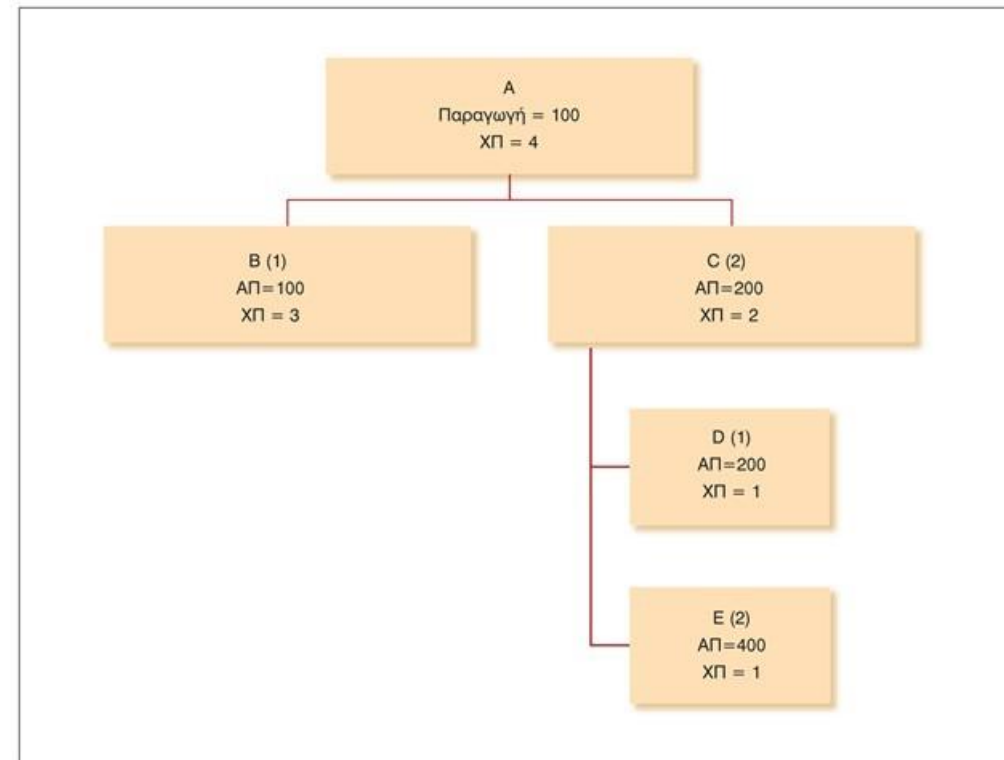 Α
Παραγωγή = 100
ΧΠ = 4
Β (1)
ΑΠ=100
ΧΠ = 3
C (2)
ΑΠ=200
ΧΠ = 2
D (1)
ΑΠ=200
ΧΠ = 1
E (2)
ΑΠ=400
ΧΠ = 1